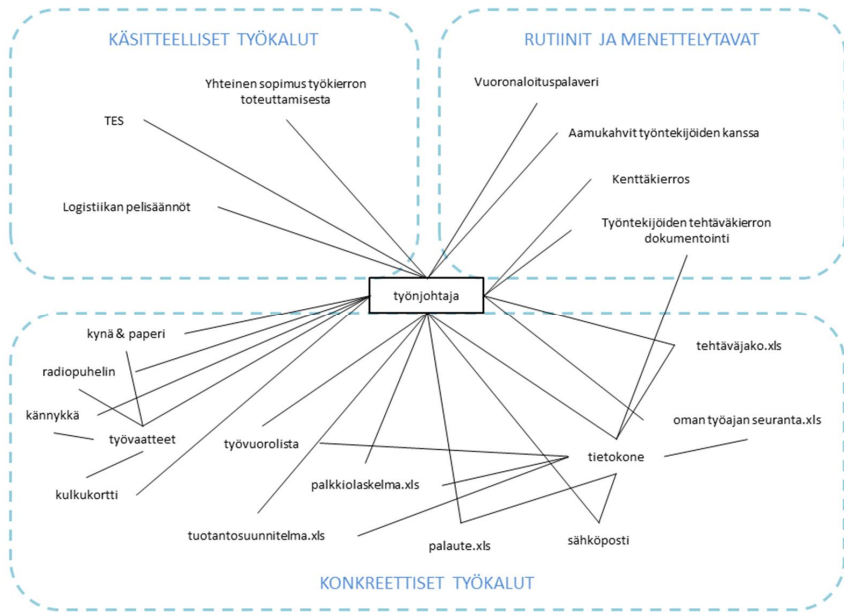 KÄSITTEELLISET TYÖKALUT
Yhteinen sopimus työkierron
toteuttamisesta
TES
Logistiikan pelisäännöt
RUTIINIT JA MENETTELYTAVAT
Vuoronaloituspalaveri
Aamukahvit työntekijöiden kanssa
Kenttäkierros
Työntekijöiden tehtäväkierron
dokumentointi
työnjohtaja
kynä & paperi
radiopuhelin
kännykkä
työvaatteet
kulkukortti
työvuorolista
palkkiolaskelma.xls
tuotantosuunnitelma.xls
palaute.xls
sähköposti
tietokone
tehtäväjako.xls
oman työajan seuranta.xls
KONKREETTISET TYÖKALUT